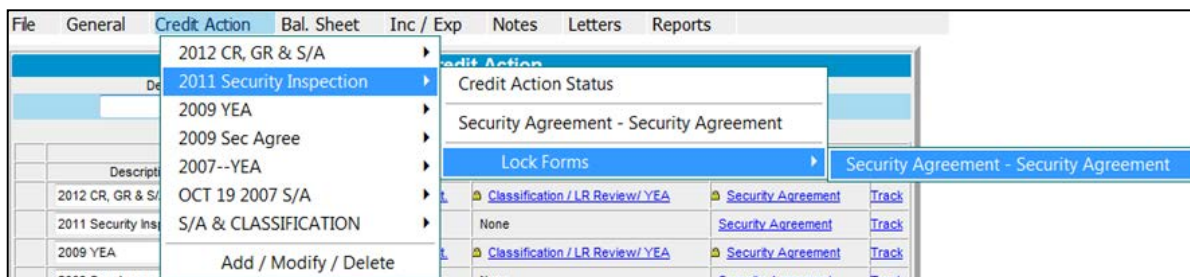 File General Credit Action Bal. Sheet Inc / Exp Notes Letters Reports
2012 CR, GR & S/A
2011 Security Inspection
2009 YEA
2009 Sec Agree
2007--YEA
OCT 19 2007 S/A
S/A & CLASSIFICATION
Add / Modify / Delete
Credit Action
Credit Action Status
Security Agreement - Security Agreement
Lock Forms
Security Agreement - Security Agreement
De
Descripti
2012 CR, GR & S/ t. Classification / LR Review/ YEA Security Agreement Track
2011 Security Insp None Security Agreement Track
2009 YEA t. Classification / LR Review/ YEA Security Agreement Track